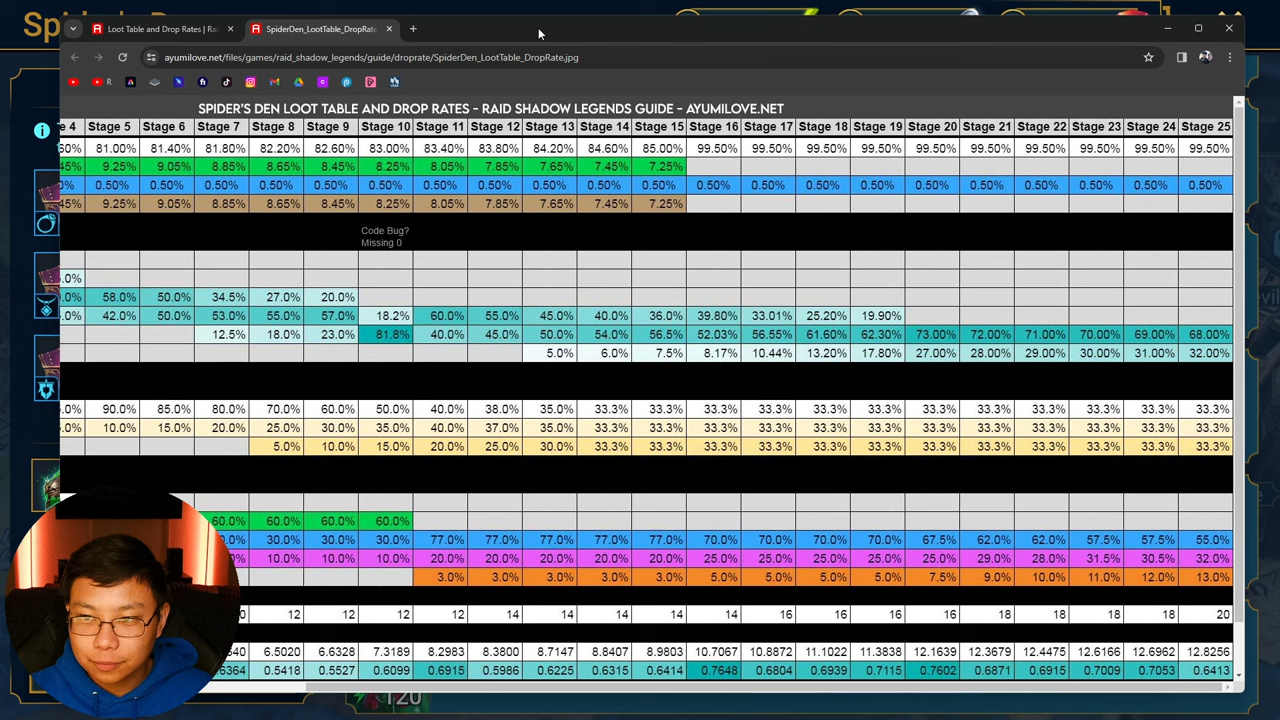 Loot Table and Drop Rates | Ra
SpiderDen_LootTable_DropRate
ayumilove.net/files/games/raid_shadow_legends/guide/droprate/SpiderDen_LootTable_DropRate.jpg
SPIDER'S DEN LOOT TABLE AND DROP RATES - RAID SHADOW LEGENDS GUIDE - AYUMILOVE.NET
e 4 Stage 5 Stage 6 Stage 7 Stage 8 Stage 9 Stage 10 Stage 11 Stage 12 Stage 13 Stage 14 Stage 15 Stage 16 Stage 17 Stage 18 Stage 19 Stage 20 Stage 21 Stage 22 Stage 23 Stage 24 Stage 25
60% 81.00% 81.40% 81.80% 82.20% 82.60% 83.00% 83.40% 83.80% 84.20% 84.60% 85.00% 99.50% 99.50% 99.50% 99.50% 99.50% 99.50% 99.50% 99.50% 99.50% 99.50%
45% 9.25% 9.05% 8.85% 8.65% 8.45% 8.25% 8.05% 7.85% 7.65% 7.45% 7.25%
0% 0.50% 0.50% 0.50% 0.50% 0.50% 0.50% 0.50% 0.50% 0.50% 0.50% 0.50% 0.50% 0.50% 0.50% 0.50% 0.50% 0.50% 0.50% 0.50% 0.50% 0.50%
45% 9.25% 9.05% 8.85% 8.65% 8.45% 8.25% 8.05% 7.85% 7.65% 7.45% 7.25%
Code Bug?
Missing 0
.0%
.0% 58.0% 50.0% 34.5% 27.0% 20.0%
.0% 42.0% 50.0% 53.0% 55.0% 57.0% 18.2% 60.0% 55.0% 45.0% 40.0% 36.0% 39.80% 33.01% 25.20% 19.90%
12.5% 18.0% 23.0% 81.8% 40.0% 45.0% 50.0% 54.0% 56.5% 52.03% 56.55% 61.60% 62.30% 73.00% 72.00% 71.00% 70.00% 69.00% 68.00%
5.0% 6.0% 7.5% 8.17% 10.44% 13.20% 17.80% 27.00% 28.00% 29.00% 30.00% 31.00% 32.00%
.0% 90.0% 85.0% 80.0% 70.0% 60.0% 50.0% 40.0% 38.0% 35.0% 33.3% 33.3% 33.3% 33.3% 33.3% 33.3% 33.3% 33.3% 33.3% 33.3% 33.3% 33.3%
.0% 10.0% 15.0% 20.0% 25.0% 30.0% 35.0% 40.0% 37.0% 35.0% 33.3% 33.3% 33.3% 33.3% 33.3% 33.3% 33.3% 33.3% 33.3% 33.3% 33.3% 33.3%
5.0% 10.0% 15.0% 20.0% 25.0% 30.0% 33.3% 33.3% 33.3% 33.3% 33.3% 33.3% 33.3% 33.3% 33.3% 33.3% 33.3% 33.3%
60.0% 60.0% 60.0% 60.0%
.0% 30.0% 30.0% 30.0% 77.0% 77.0% 77.0% 77.0% 77.0% 70.0% 70.0% 70.0% 70.0% 67.5% 62.0% 62.0% 57.5% 57.5% 55.0%
10.0% 10.0% 10.0% 20.0% 20.0% 20.0% 20.0% 20.0% 25.0% 25.0% 25.0% 25.0% 25.0% 29.0% 28.0% 31.5% 30.5% 32.0%
3.0% 3.0% 3.0% 3.0% 3.0% 5.0% 5.0% 5.0% 5.0% 7.5% 9.0% 10.0% 11.0% 12.0% 13.0%
0 12 12 12 12 14 14 14 14 16 16 16 16 16 18 18 18 18 20
540 6.5020 6.6328 7.3189 8.2983 8.3800 8.7147 8.8407 8.9803 10.7067 10.8872 11.1022 11.3838 12.1639 12.3736 12.4475 12.6166 12.6962 12.8256
6364 0.5418 0.5527 0.6099 0.6915 0.5986 0.6225 0.6315 0.6414 0.7648 0.6804 0.6939 0.7115 0.7602 0.6871 0.6915 0.7009 0.7053 0.6413
120